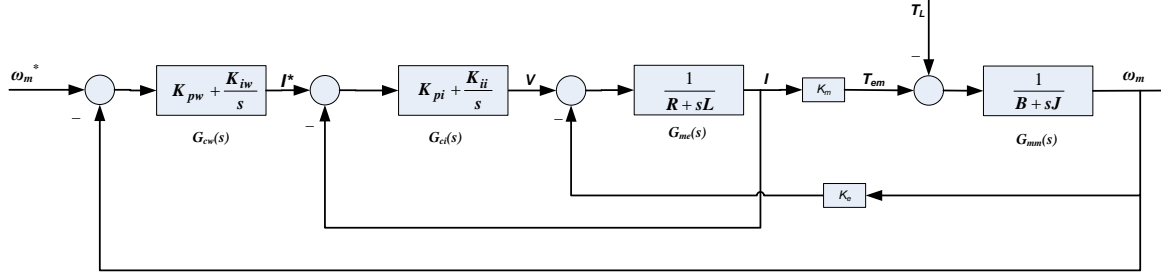 T_L
ω_m^*
−
K_pw + K_iw/s
G_cw(s)
I*
−
K_pi + K_ii/s
G_ci(s)
V
−
1/(R + sL)
G_me(s)
I
K_m
T_em
−
1/(B + sJ)
G_mm(s)
ω_m
K_e